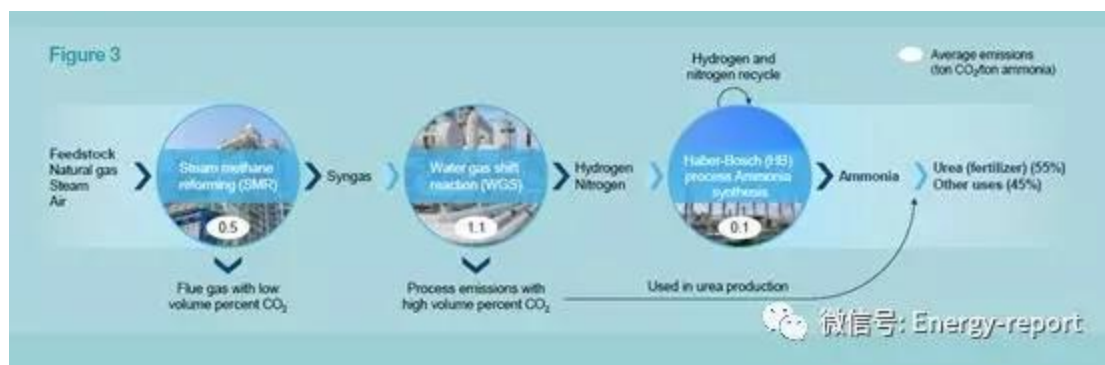 Figure 3
Hydrogen and
nitrogen recycle
Average emissions
(ton CO₂/ton ammonia)
Feedstock
Natural gas
Steam
Air
Steam methane
reforming (SMR)
0.5
Syngas
Water gas shift
reaction (WGS)
1.1
Hydrogen
Nitrogen
Haber-Bosch (HB)
process Ammonia
synthesis
0.1
Ammonia
Urea (fertilizer) (55%)
Other uses (45%)
Flue gas with low
volume percent CO₂
Process emissions with
high volume percent CO₂
Used in urea production
微信号: Energy-report